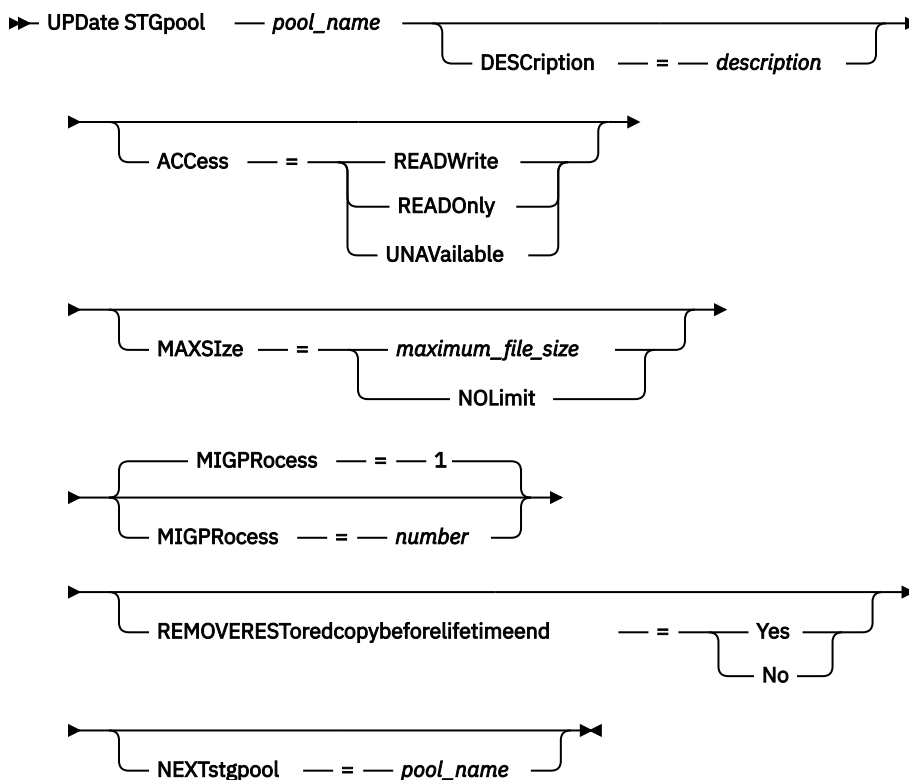 UPDate STGpool pool_name
DESCription = description
ACCess = READWrite
READOnly
UNAVailable
MAXSIze = maximum_file_size
NOLimit
MIGPRocess = 1
MIGPRocess = number
REMOVERESToredcopybeforelifetimeend = Yes
No
NEXTstgpool = pool_name